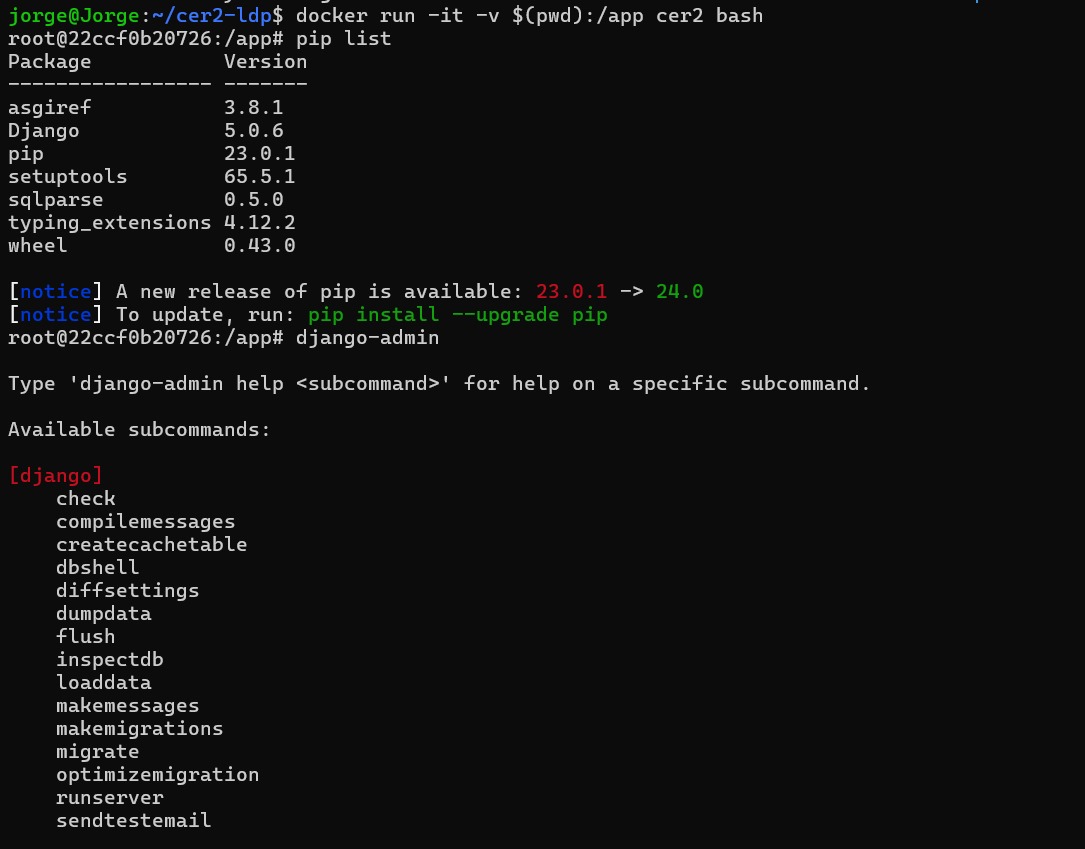 jorge@Jorge:~/cer2-ldp$ docker run -it -v $(pwd):/app cer2 bash
root@22ccf0b20726:/app# pip list
Package           Version
----------------- -------
asgiref           3.8.1
Django            5.0.6
pip               23.0.1
setuptools        65.5.1
sqlparse          0.5.0
typing_extensions 4.12.2
wheel             0.43.0

[notice] A new release of pip is available: 23.0.1 -> 24.0
[notice] To update, run: pip install --upgrade pip
root@22ccf0b20726:/app# django-admin

Type 'django-admin help <subcommand>' for help on a specific subcommand.

Available subcommands:

[django]
    check
    compilemessages
    createcachetable
    dbshell
    diffsettings
    dumpdata
    flush
    inspectdb
    loaddata
    makemessages
    makemigrations
    migrate
    optimizemigration
    runserver
    sendtestemail